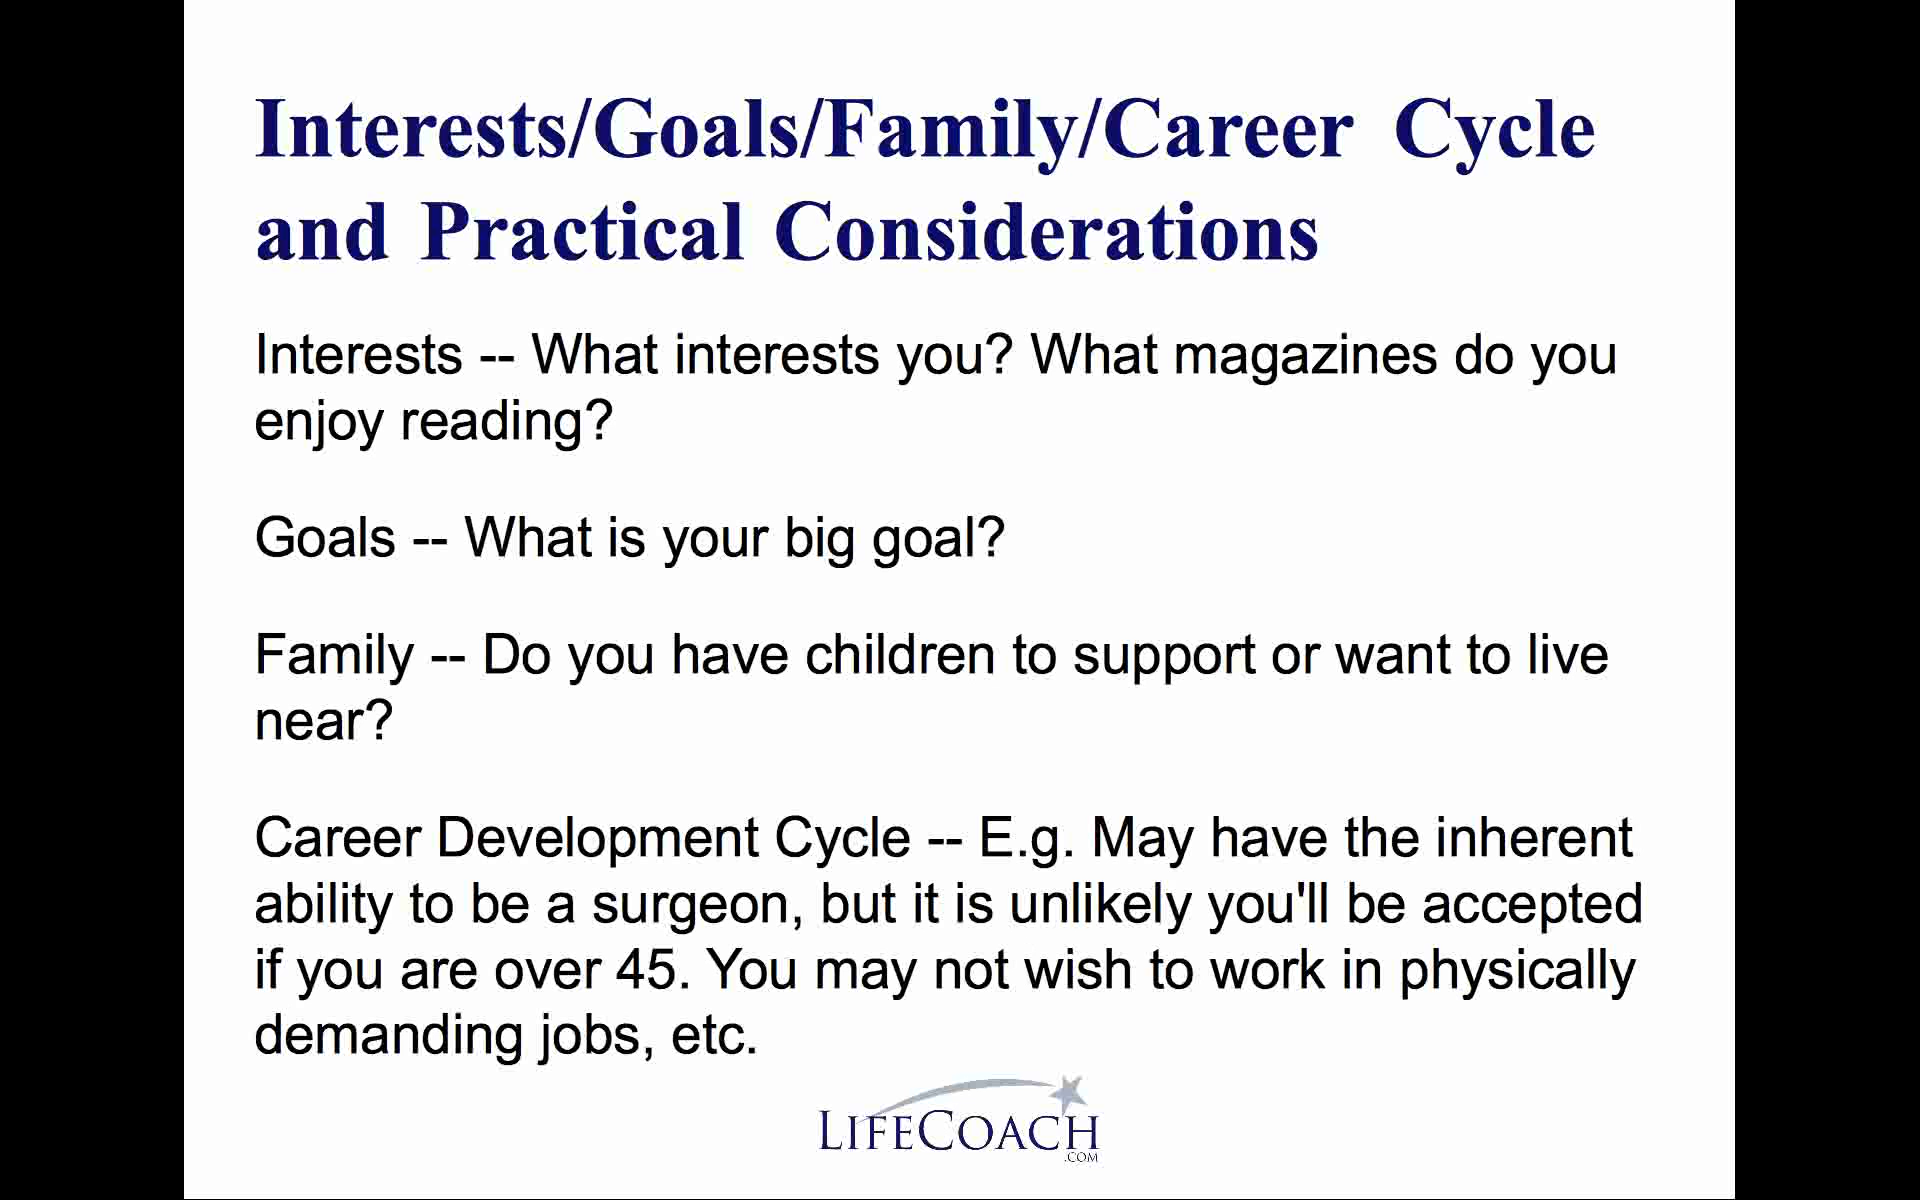 Interests/Goals/Family/Career Cycle
and Practical Considerations
Interests -- What interests you? What magazines do you
enjoy reading?
Goals -- What is your big goal?
Family -- Do you have children to support or want to live
near?
Career Development Cycle -- E.g. May have the inherent
ability to be a surgeon, but it is unlikely you'll be accepted
if you are over 45. You may not wish to work in physically
demanding jobs, etc.
LIFECOACH
.COM